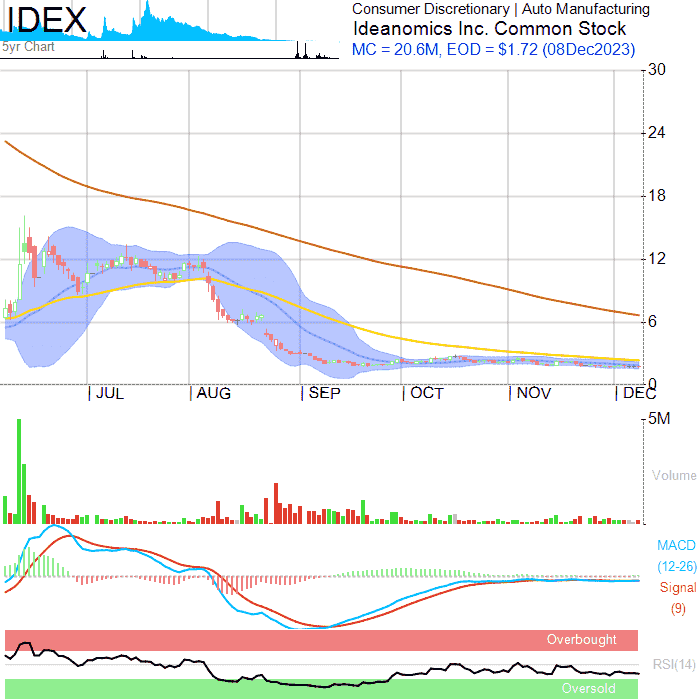 IDEX
5yr Chart
Consumer Discretionary | Auto Manufacturing
Ideanomics Inc. Common Stock
MC = 20.6M, EOD = $1.72 (08Dec2023)
30
24
18
12
6
0
| JUL | AUG | SEP | OCT | NOV | DEC
5M
Volume
MACD
(12-26)
Signal
(9)
Overbought
RSI(14)
Oversold